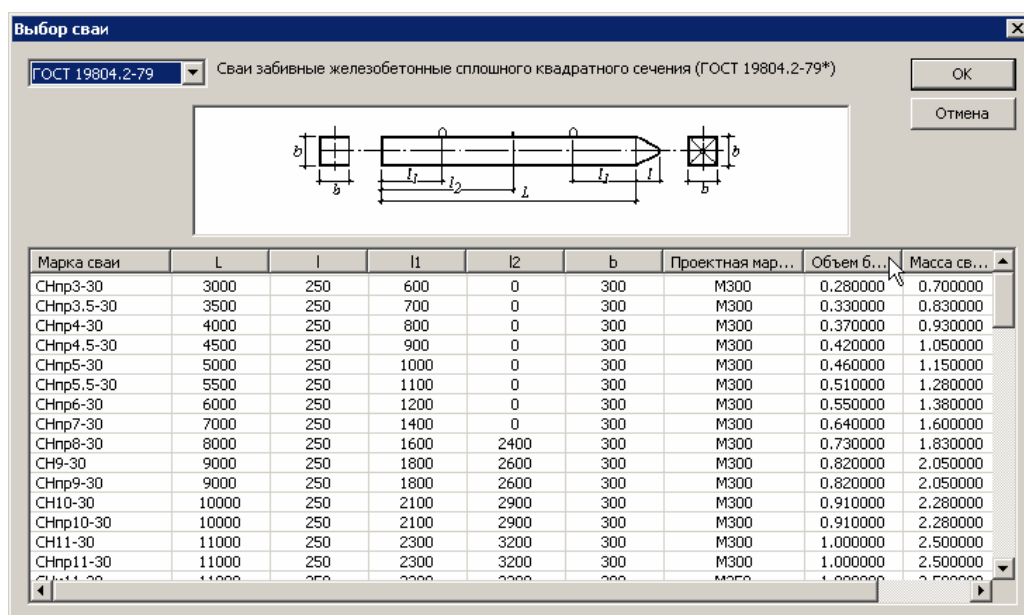 Выбор сваи
ГОСТ 19804.2-79 Сваи забивные железобетонные сплошного квадратного сечения (ГОСТ 19804.2-79*) OK
Отмена
b b
l1 l2 L l1 l
b b
Марка сваи L l l1 l2 b Проектная мар... Объем б... Масса св...
СНпр3-30 3000 250 600 0 300 М300 0.280000 0.700000
СНпр3.5-30 3500 250 700 0 300 М300 0.330000 0.830000
СНпр4-30 4000 250 800 0 300 М300 0.370000 0.930000
СНпр4.5-30 4500 250 900 0 300 М300 0.420000 1.050000
СНпр5-30 5000 250 1000 0 300 М300 0.460000 1.150000
СНпр5.5-30 5500 250 1100 0 300 М300 0.510000 1.280000
СНпр6-30 6000 250 1200 0 300 М300 0.550000 1.380000
СНпр7-30 7000 250 1400 0 300 М300 0.640000 1.600000
СНпр8-30 8000 250 1600 2400 300 М300 0.730000 1.830000
СН9-30 9000 250 1800 2600 300 М300 0.820000 2.050000
СНпр9-30 9000 250 1800 2600 300 М300 0.820000 2.050000
СН10-30 10000 250 2100 2900 300 М300 0.910000 2.280000
СНпр10-30 10000 250 2100 2900 300 М300 0.910000 2.280000
СН11-30 11000 250 2300 3200 300 М300 1.000000 2.500000
СНпр11-30 11000 250 2300 3200 300 М300 1.000000 2.500000